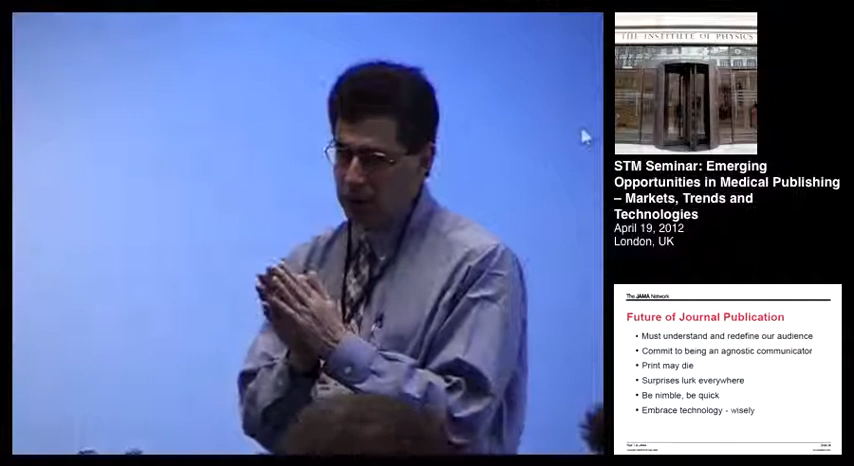 THE INSTITUTE OF PHYSICS
STM Seminar: Emerging
Opportunities in Medical Publishing
– Markets, Trends and
Technologies
April 19, 2012
London, UK
The JAMA Network
Future of Journal Publication
• Must understand and redefine our audience
• Commit to being an agnostic communicator
• Print may die
• Surprises lurk everywhere
• Be nimble, be quick
• Embrace technology - wisely